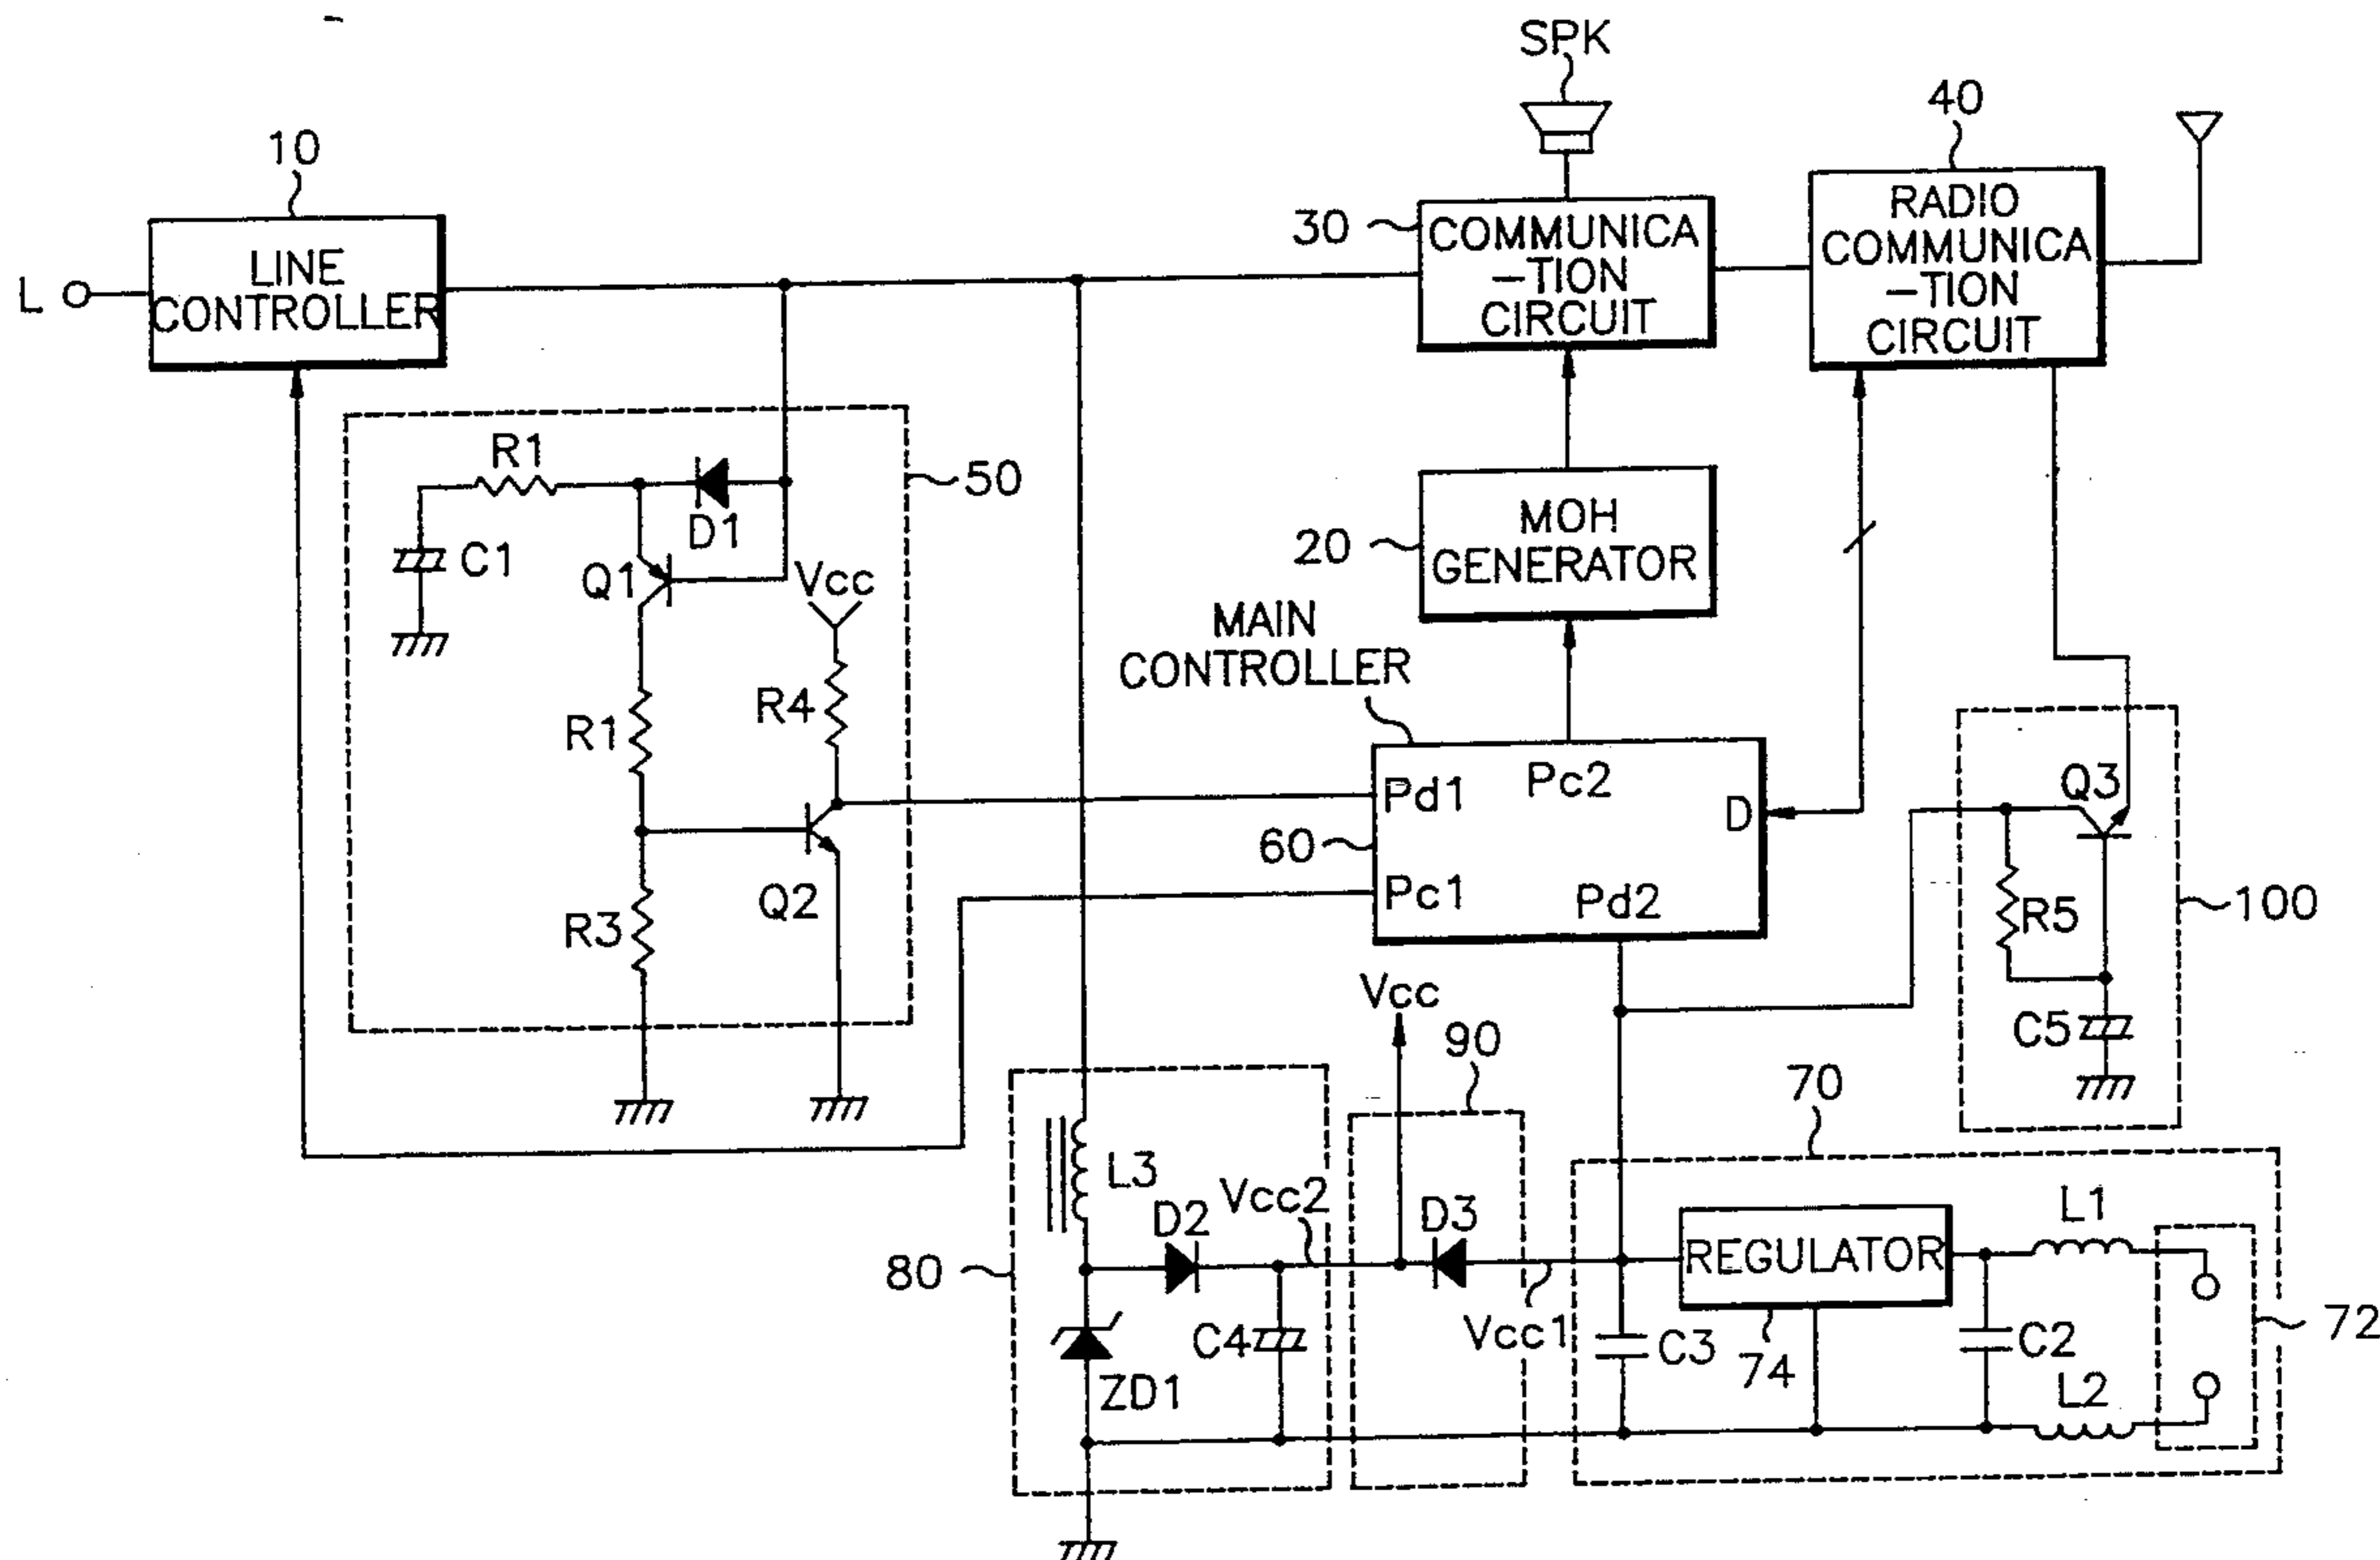 SPK
40
10
RADIO
COMMUNICA
-TION
CIRCUIT
30
COMMUNICA
-TION
CIRCUIT
LINE
CONTROLLER
L
R1
50
D1
C1
Q1
Vcc
MOH
GENERATOR
20
MAIN
CONTROLLER
R4
R1
Pd1
Pc2
D
Q3
60
Pc1
Pd2
Q2
R3
R5
100
Vcc
C5
90
70
L3
Vcc2
D2
D3
L1
80
REGULATOR
Vcc1
C4
C3
C2
72
74
ZD1
L2